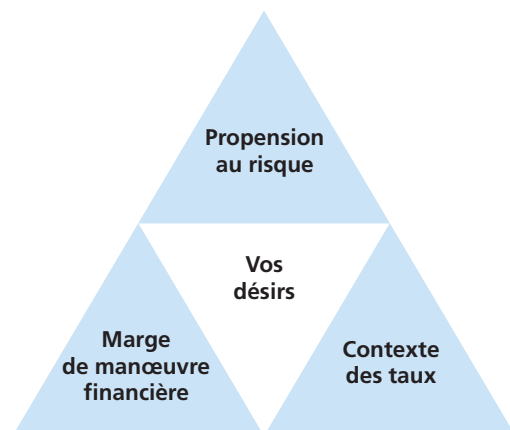 Propension
au risque
Vos
désirs
Marge
de manœuvre
financière
Contexte
des taux